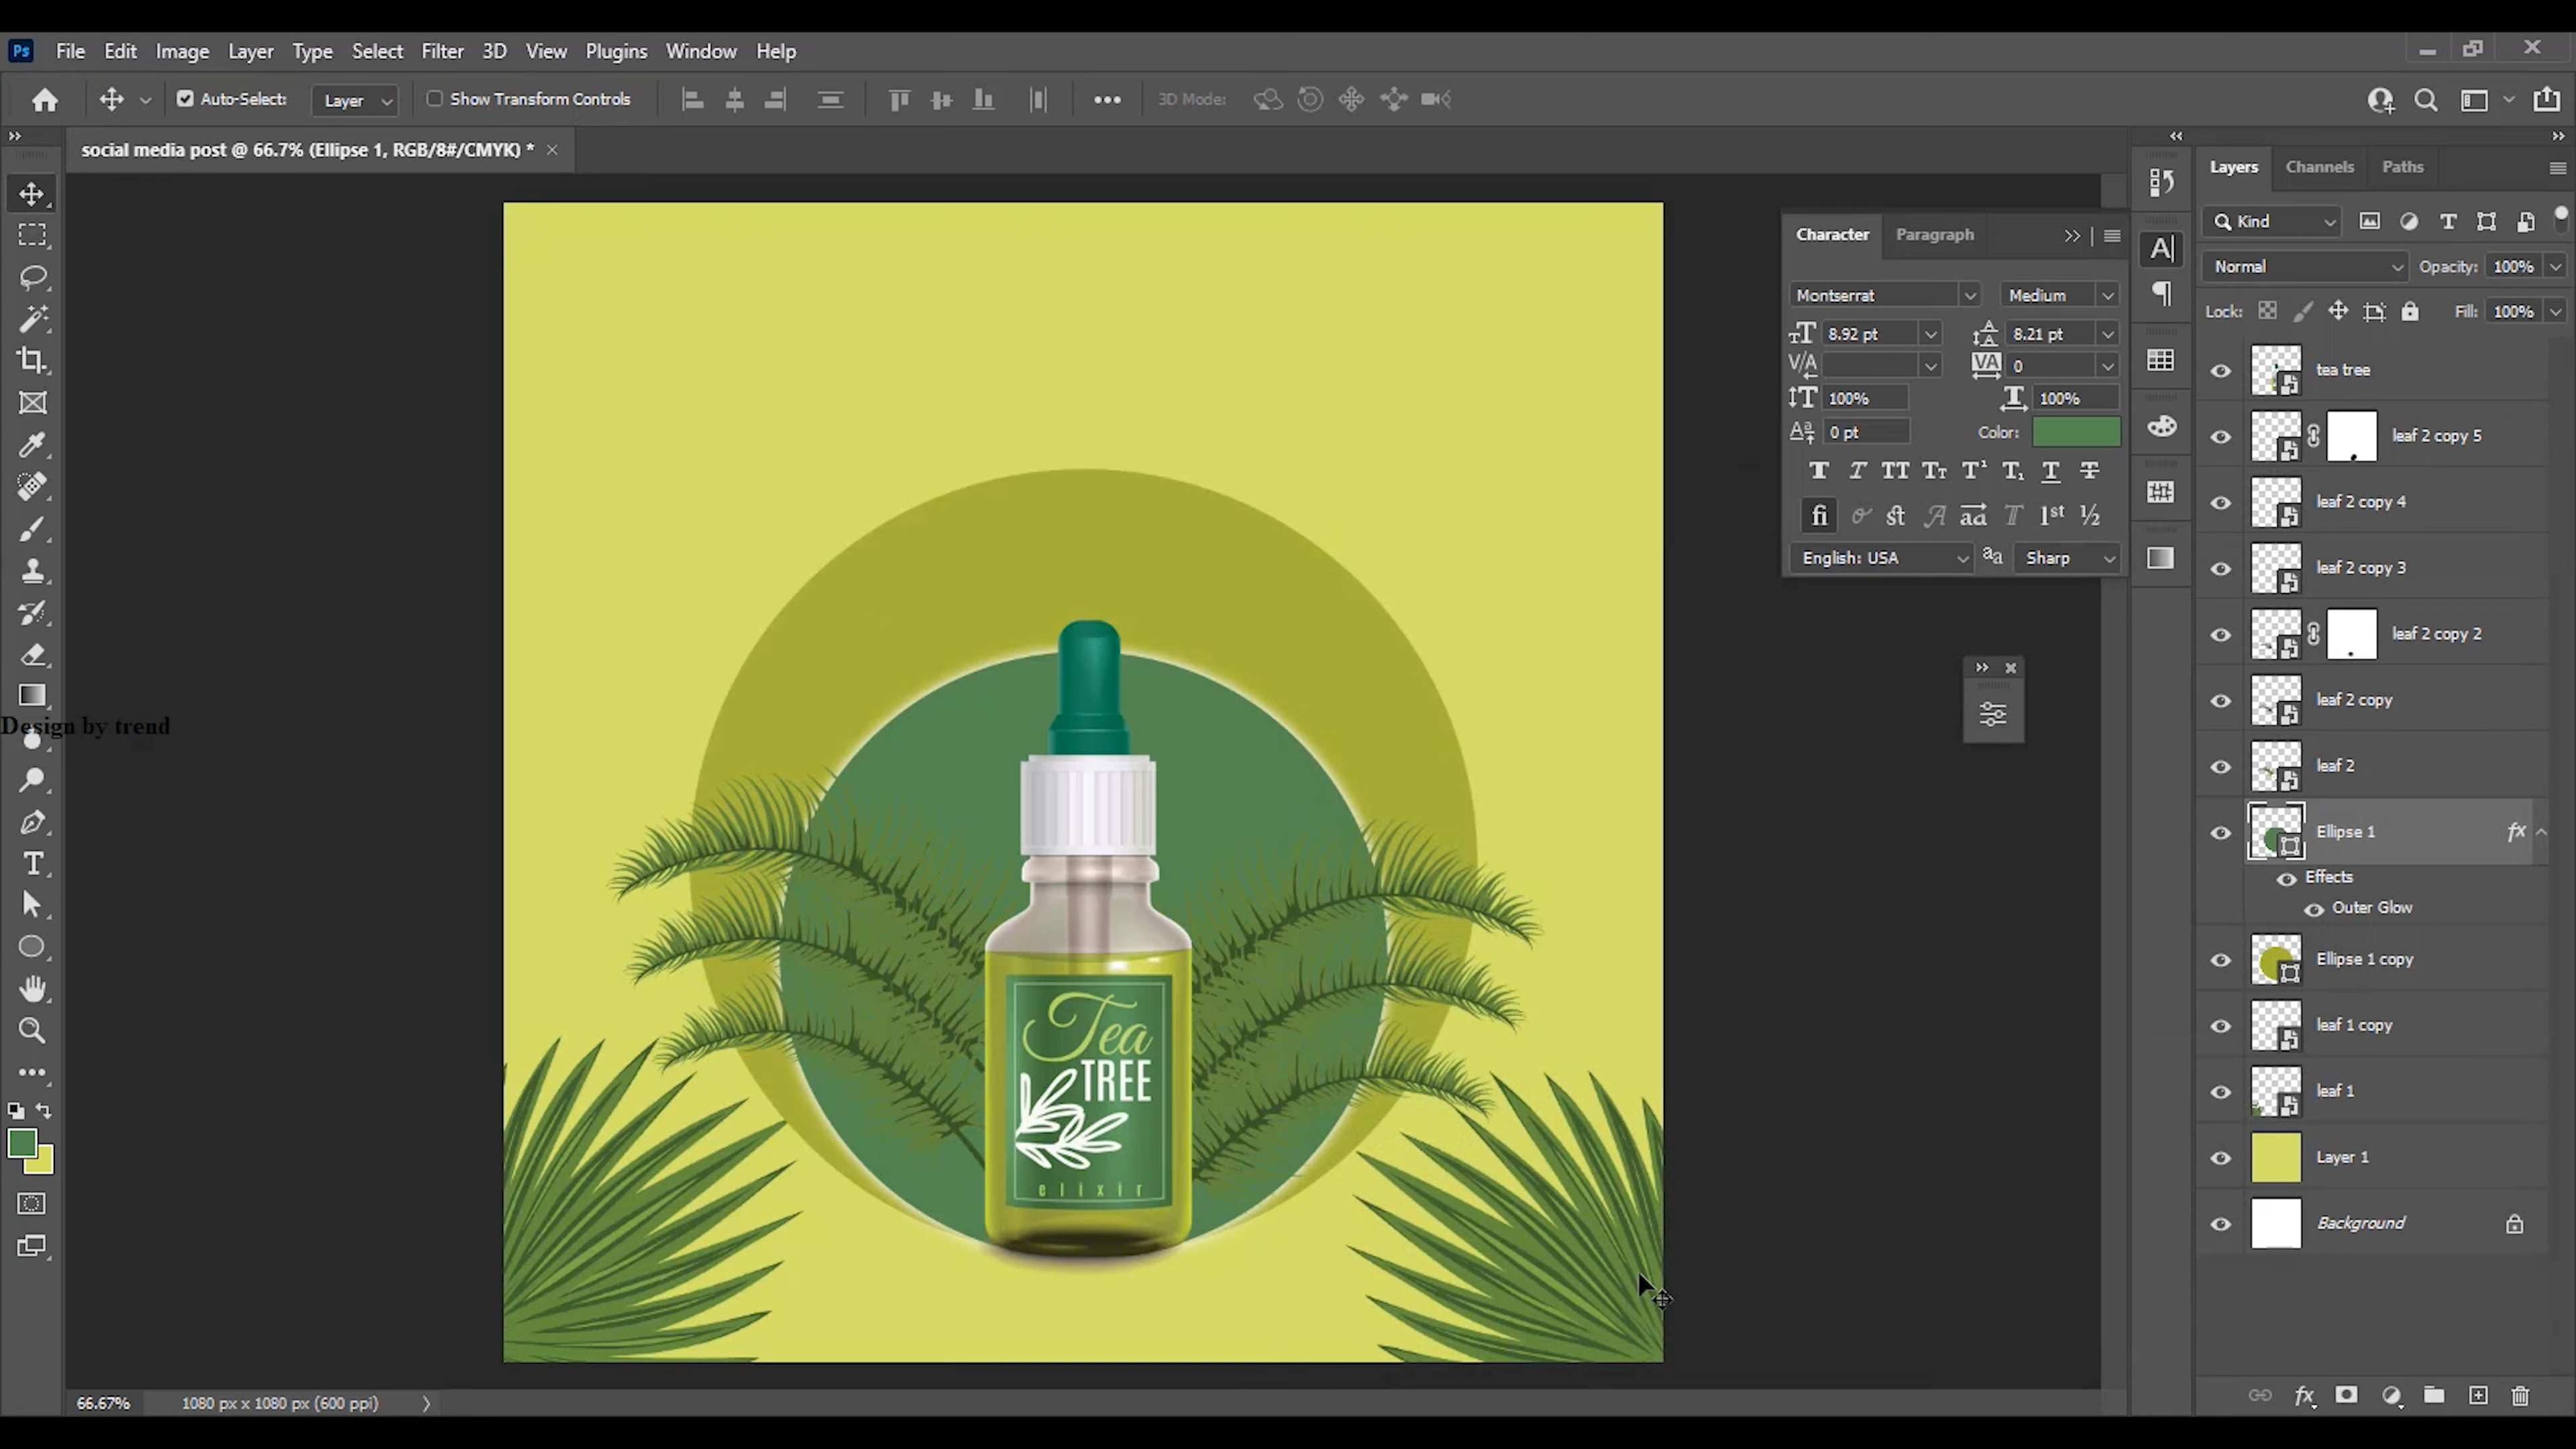 Ps File Edit Image Layer Type Select Filter 3D View Plugins Window Help
Auto-Select: Layer Show Transform Controls 3D Mode:
social media post @ 66.7% (Ellipse 1, RGB/8#/CMYK) *
Design by trend
Tea
TREE
elixir
66.67% 1080 px x 1080 px (600 ppi)
Character Paragraph
Montserrat Medium
8.92 pt 8.21 pt
0
100% 100%
0 pt Color:
English: USA Sharp
Layers Channels Paths
Kind
Normal Opacity: 100%
Lock: Fill: 100%
tea tree
leaf 2 copy 5
leaf 2 copy 4
leaf 2 copy 3
leaf 2 copy 2
leaf 2 copy
leaf 2
Ellipse 1 fx
Effects
Outer Glow
Ellipse 1 copy
leaf 1 copy
leaf 1
Layer 1
Background
fx